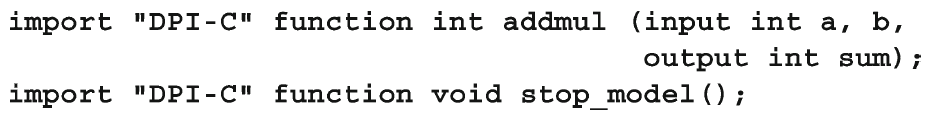 import "DPI-C" function int addmul (input int a, b,
output int sum);
import "DPI-C" function void stop_model();